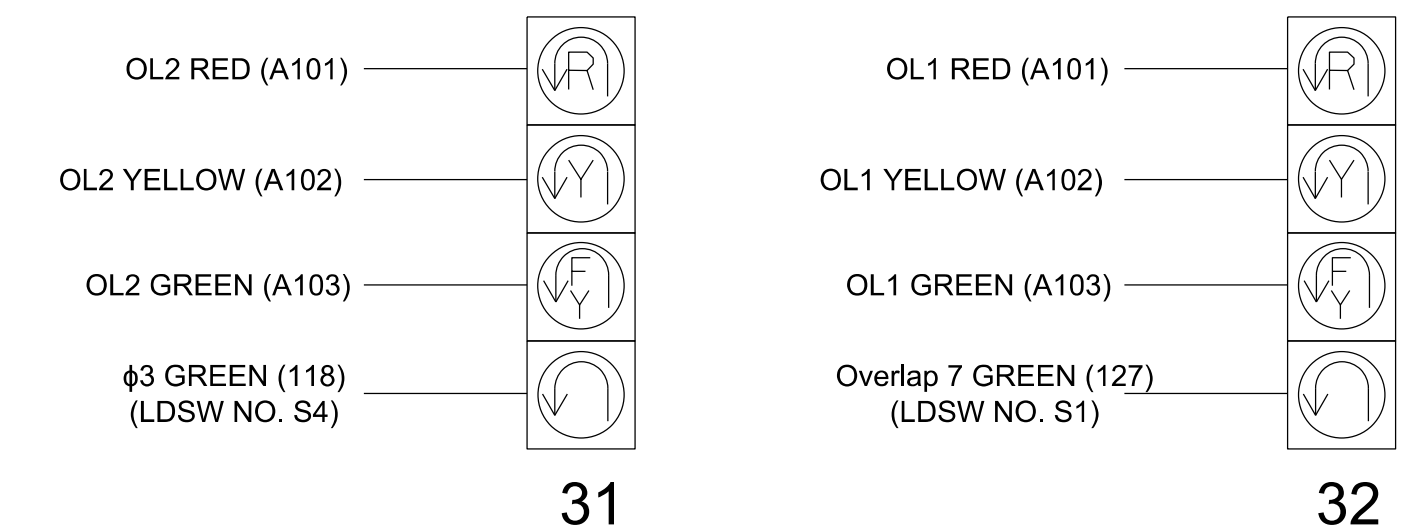 OL2 RED (A101)
R
OL2 YELLOW (A102)
Y
OL2 GREEN (A103)
F
Y
ϕ3 GREEN (118)
(LDSW NO. S4)
31
OL1 RED (A101)
R
OL1 YELLOW (A102)
Y
OL1 GREEN (A103)
F
Y
Overlap 7 GREEN (127)
(LDSW NO. S1)
32